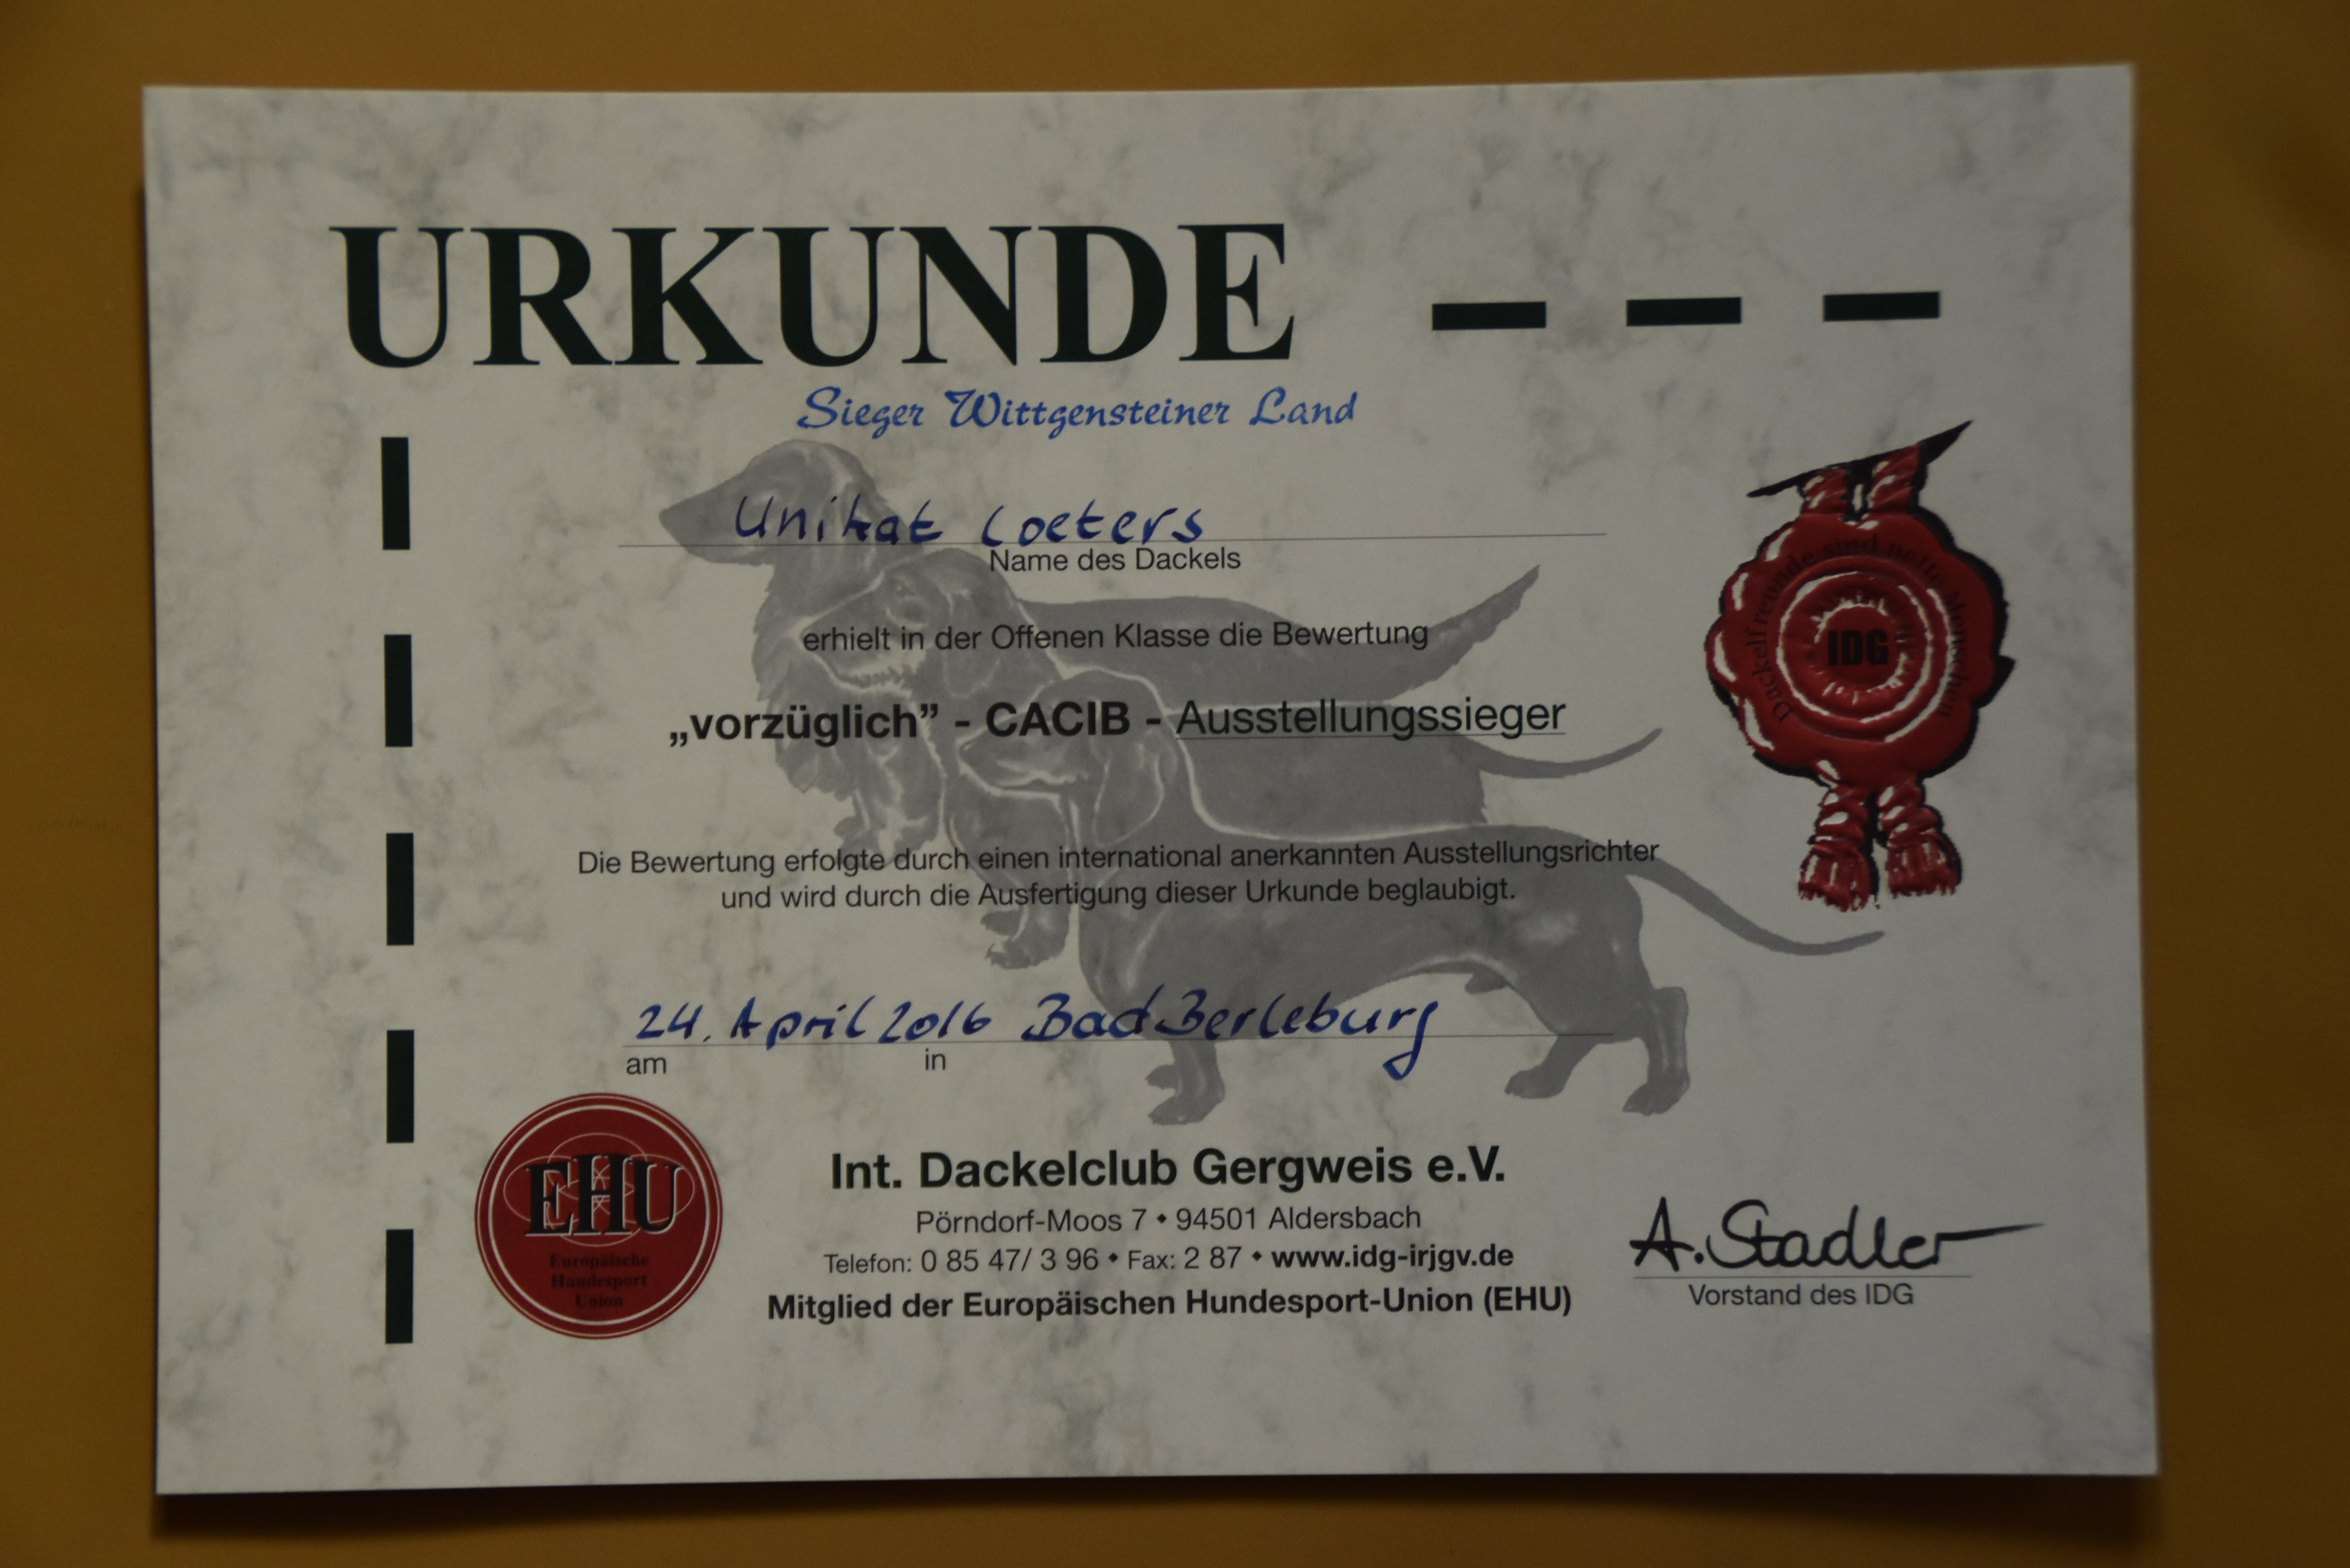 URKUNDE
Sieger Wittgensteiner Land
Unikat Loeters
Name des Dackels
erhielt in der Offenen Klasse die Bewertung
„vorzüglich” - CACIB - Ausstellungssieger
Dackelfreunde sind nette Menschen
IDG
Die Bewertung erfolgte durch einen international anerkannten Ausstellungsrichter
und wird durch die Ausfertigung dieser Urkunde beglaubigt.
24. April 2016 Bad Berleburg
am in
EHU
Europäische
Hundesport
Union
Int. Dackelclub Gergweis e.V.
Pörndorf-Moos 7 • 94501 Aldersbach
Telefon: 0 85 47/ 3 96 • Fax: 2 87 • www.idg-irjgv.de
Mitglied der Europäischen Hundesport-Union (EHU)
A. Stadler
Vorstand des IDG